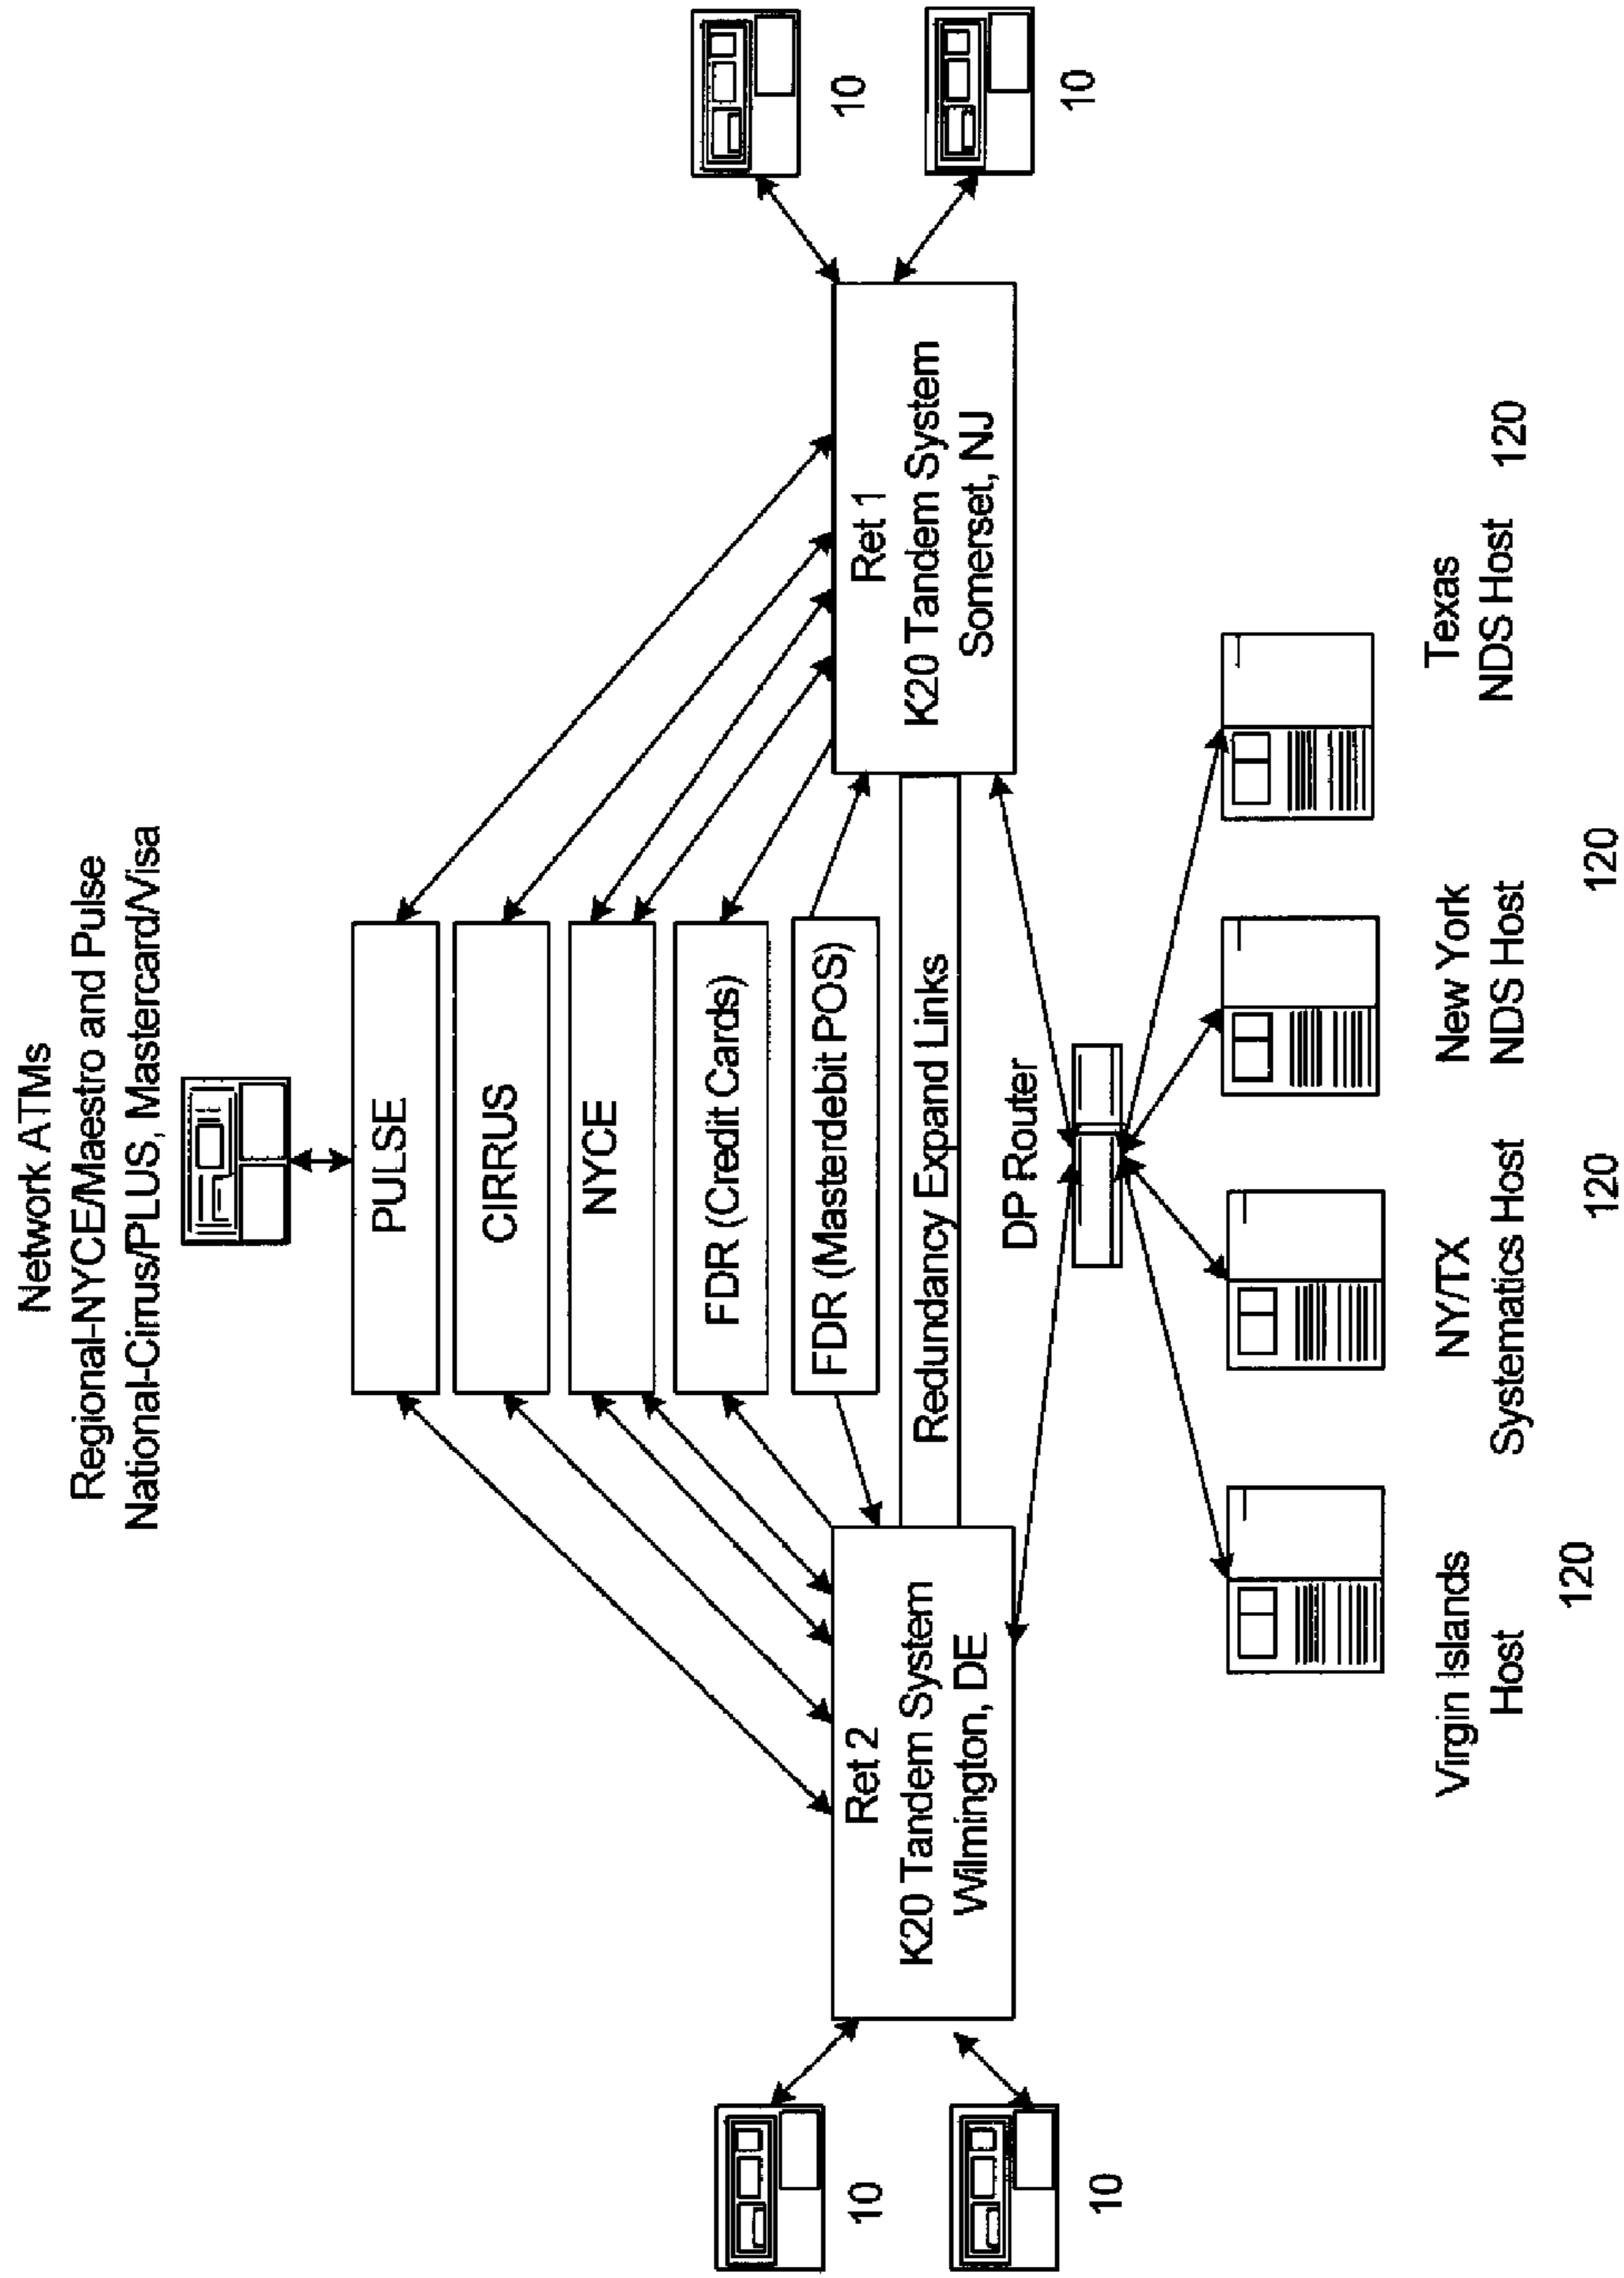 Network ATMs
Regional-NYCE/Maestro and Pulse
National-Cirrus/PLUS, Mastercard/Visa
PULSE
CIRRUS
NYCE
FDR (Credit Cards)
FDR (Masterdebit POS)
Redundancy Expand Links
Ret 2
K20 Tandem System
Wilmington, DE
Ret 1
K20 Tandem System
Somerset, NJ
10
10
10
10
DP Router
Virgin Islands
Host
120
NY/TX
Systematics Host
120
New York
NDS Host
120
Texas
NDS Host
120